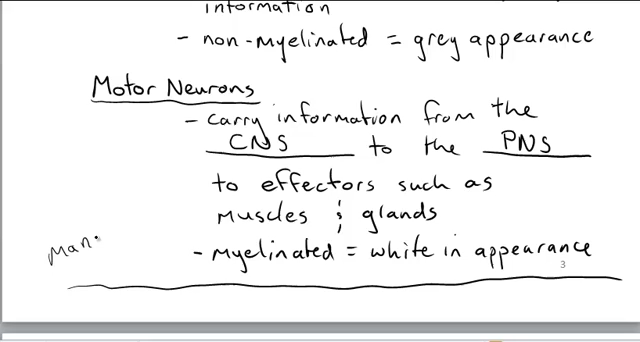 information
- non-myelinated = grey appearance
Motor Neurons
- carry information from the
CNS to the PNS
to effectors such as
muscles & glands
Man
- myelinated = white in appearance
3